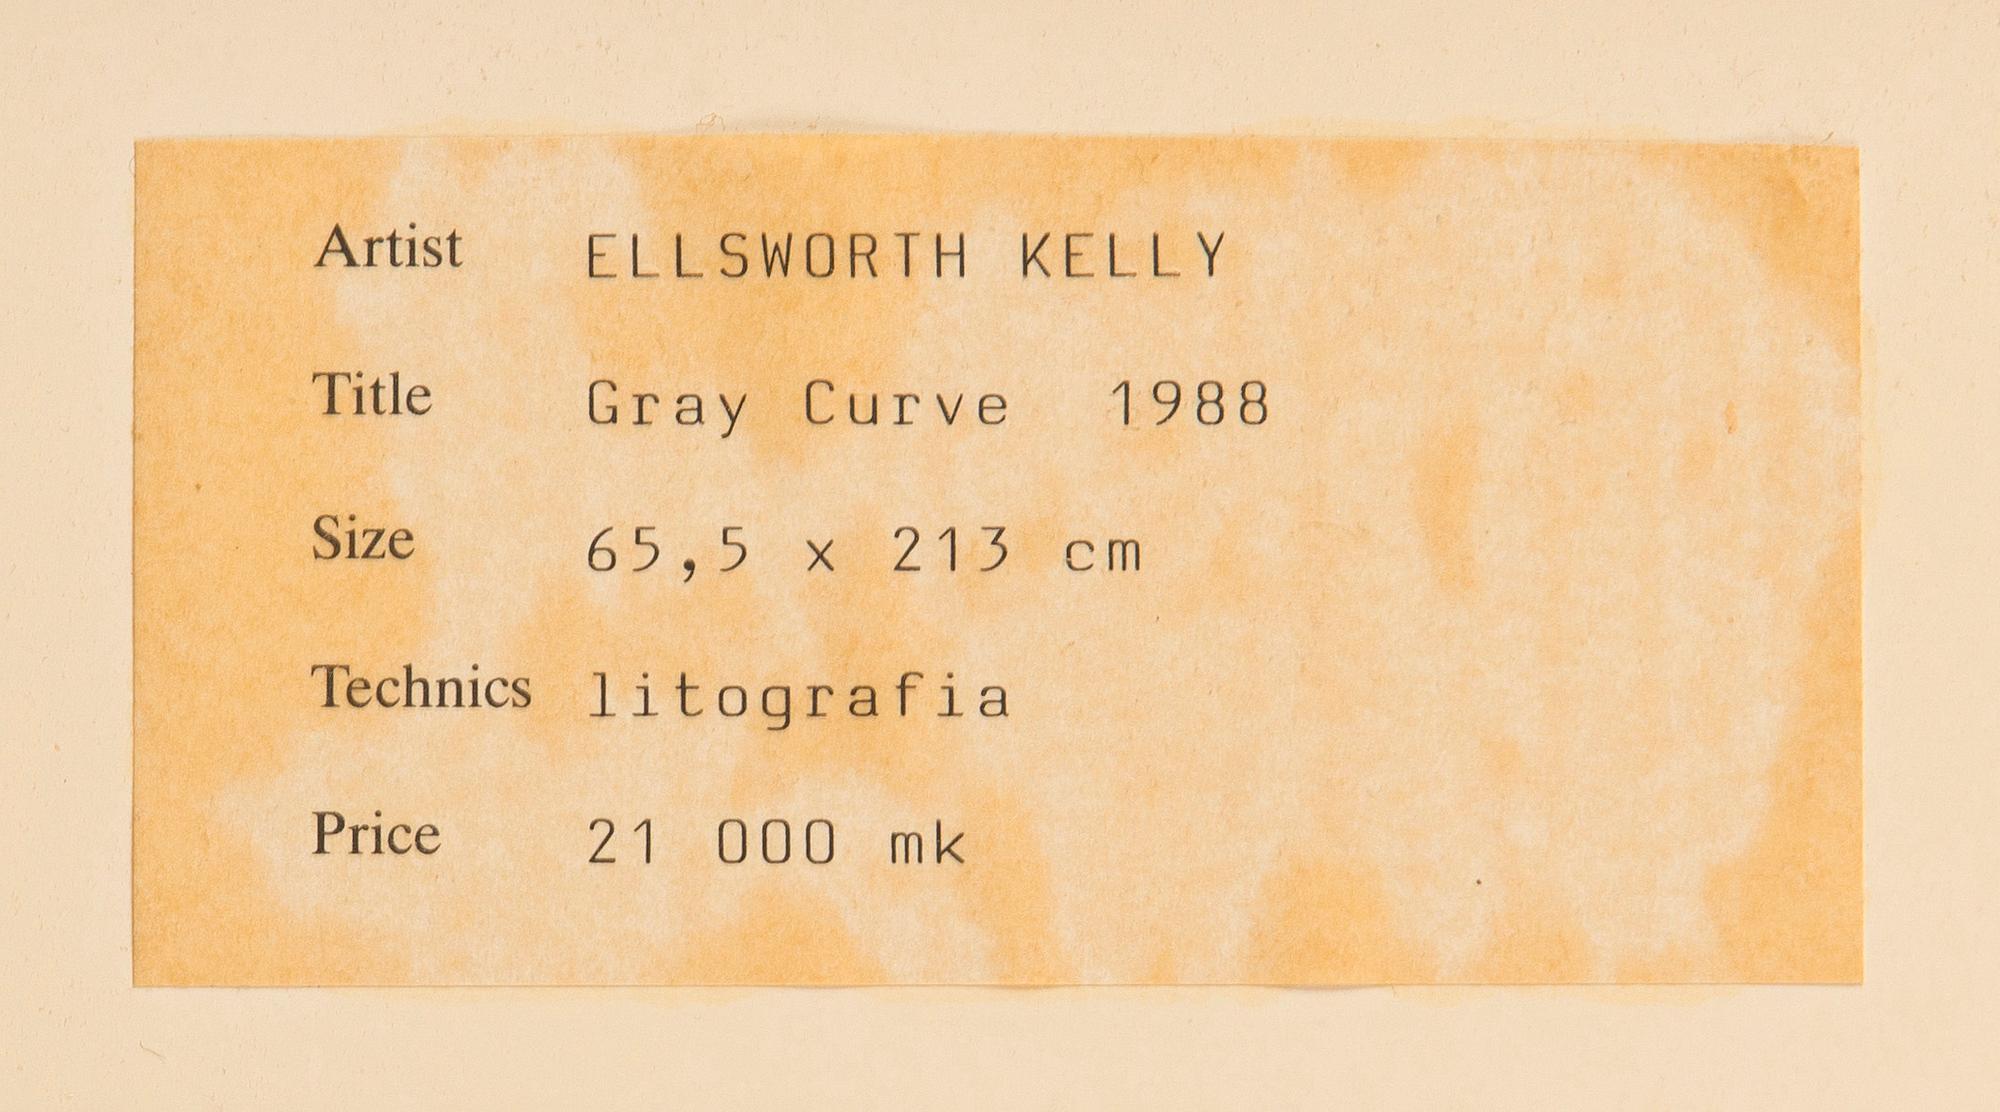 Artist ELLSWORTH KELLY
Title Gray Curve 1988
Size 65,5 x 213 cm
Technics litografia
Price 21 000 mk